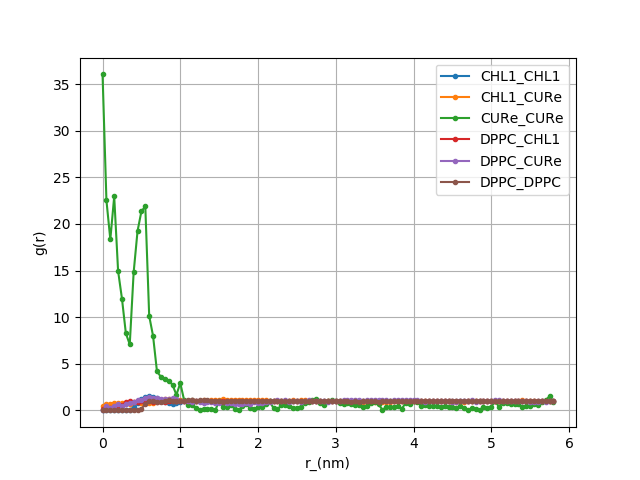 CHL1_CHL1
CHL1_CURe
CURe_CURe
DPPC_CHL1
DPPC_CURe
DPPC_DPPC
35
30
25
20
15
10
5
0
g(r)
0 1 2 3 4 5 6
r_(nm)